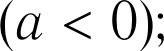 (a < 0);